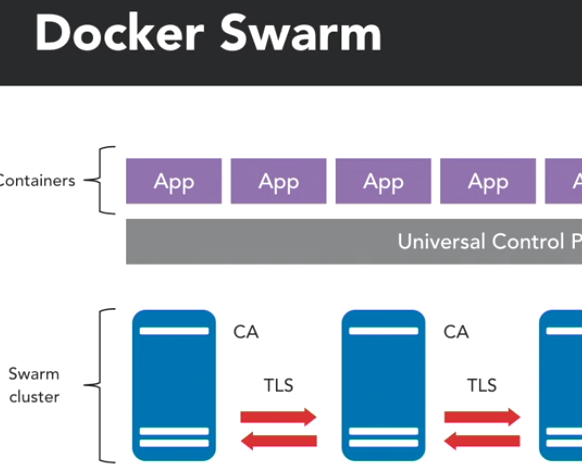 Docker Swarm
Containers
App App App App A
Universal Control P
CA CA
Swarm
cluster
TLS TLS